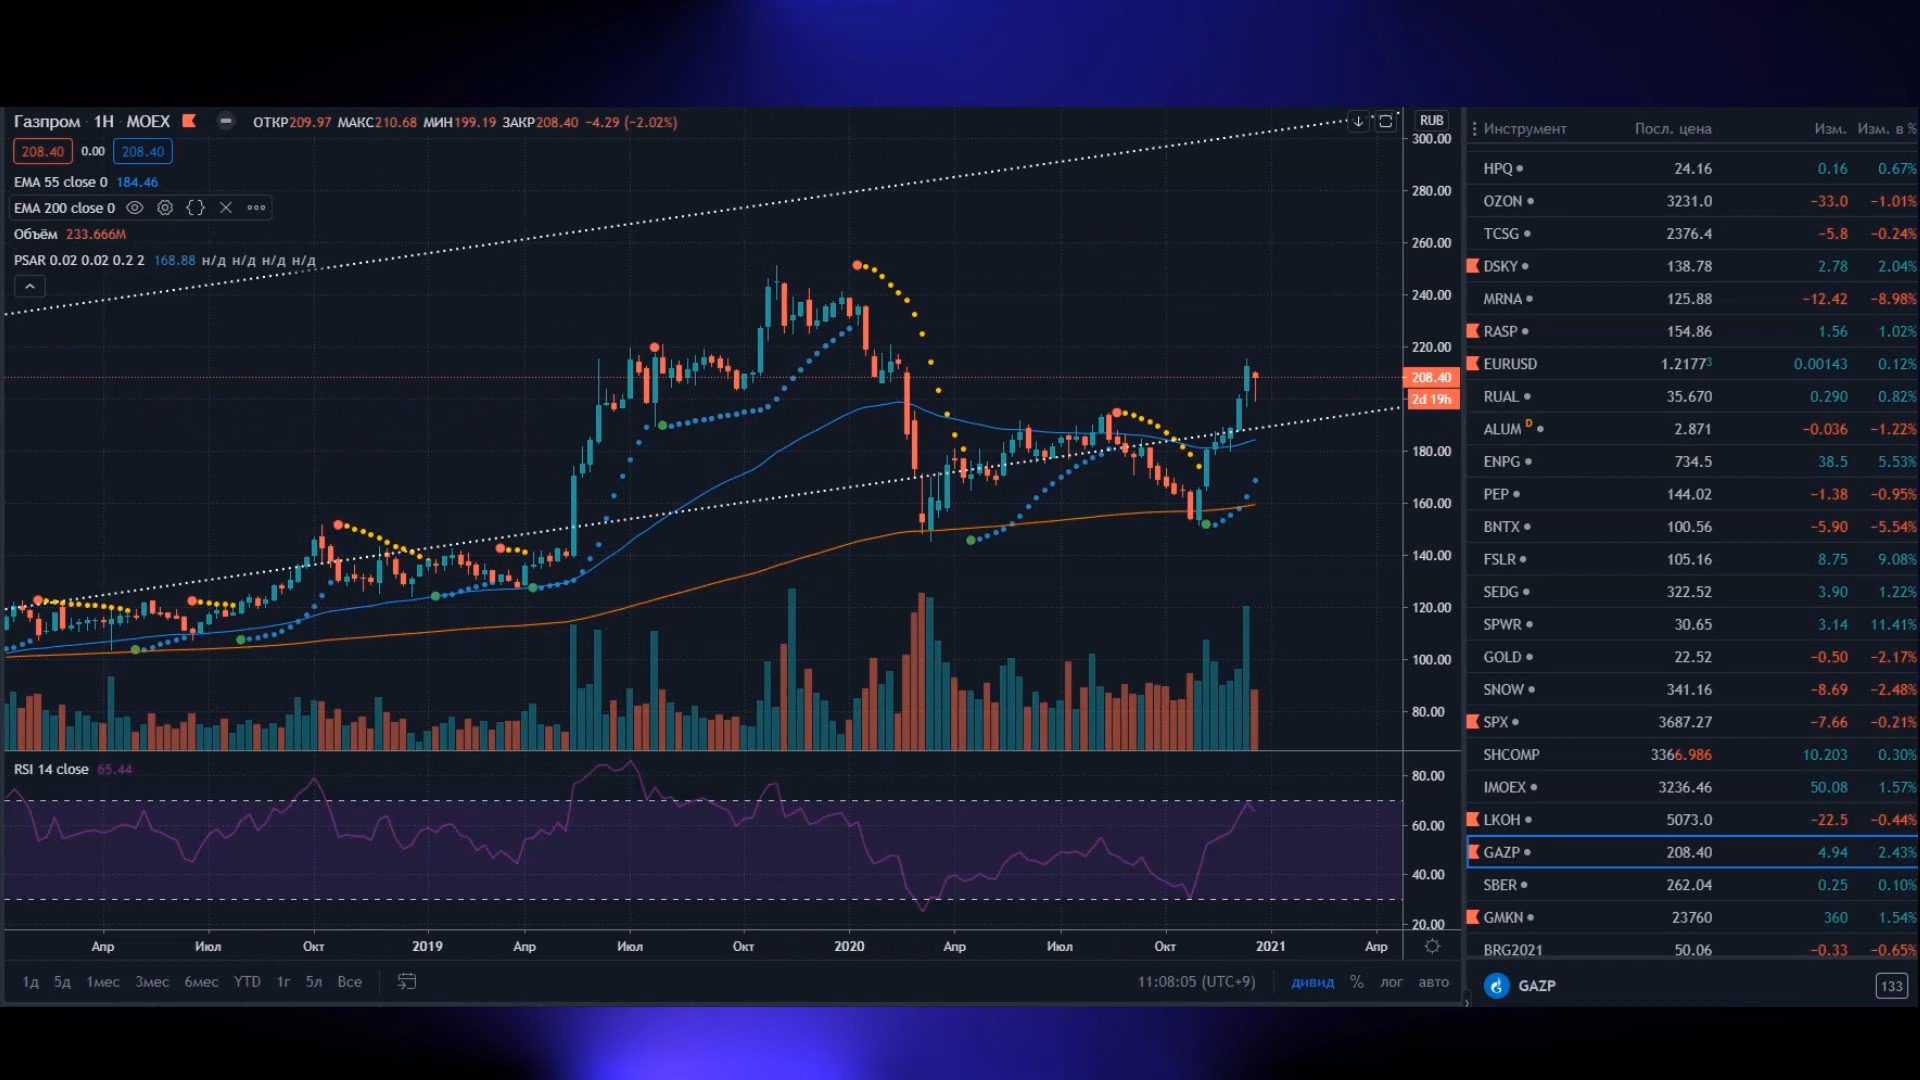 Газпром · 1Н · MOEX ОТКР209.97 МАКС210.68 МИН199.19 ЗАКР208.40 −4.29 (−2.02%)
208.40 0.00 208.40
EMA 55 close 0 184.46
EMA 200 close 0
Объём 233.666M
PSAR 0.02 0.02 0.2 2 168.88 н/д н/д н/д н/д
RUB
300.00
280.00
260.00
240.00
220.00
208.40
2d 19h
180.00
160.00
140.00
120.00
100.00
80.00
RSI 14 close 65.44
80.00
60.00
40.00
20.00
Апр Июл Окт 2019 Апр Июл Окт 2020 Апр Июл Окт 2021 Апр
1д 5д 1мес 3мес 6мес YTD 1г 5л Все 11:08:05 (UTC+9) дивид % лог авто
Инструмент Посл. цена Изм. Изм. в %
HPQ 24.16 0.16 0.67%
OZON 3231.0 −33.0 −1.01%
TCSG 2376.4 −5.8 −0.24%
DSKY 138.78 2.78 2.04%
MRNA 125.88 −12.42 −8.98%
RASP 154.86 1.56 1.02%
EURUSD 1.21773 0.00143 0.12%
RUAL 35.670 0.290 0.82%
ALUM D 2.871 −0.036 −1.22%
ENPG 734.5 38.5 5.53%
PEP 144.02 −1.38 −0.95%
BNTX 100.56 −5.90 −5.54%
FSLR 105.16 8.75 9.08%
SEDG 322.52 3.90 1.22%
SPWR 30.65 3.14 11.41%
GOLD 22.52 −0.50 −2.17%
SNOW 341.16 −8.69 −2.48%
SPX 3687.27 −7.66 −0.21%
SHCOMP 3366.986 10.203 0.30%
IMOEX 3236.46 50.08 1.57%
LKOH 5073.0 −22.5 −0.44%
GAZP 208.40 4.94 2.43%
SBER 262.04 0.25 0.10%
GMKN 23760 360 1.54%
BRG2021 50.06 −0.33 −0.65%
GAZP 133